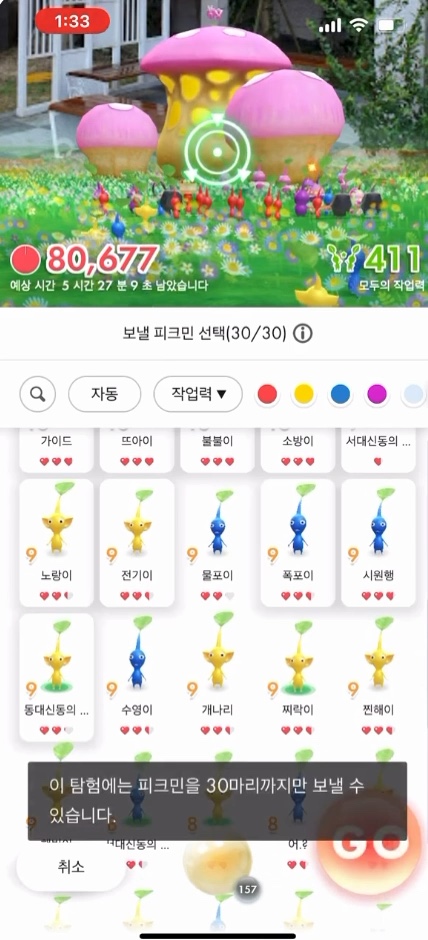 1:33
80,677
411
예상 시간 5 시간 27 분 9 초 남았습니다
모두의 작업력
보낼 피크민 선택(30/30)
자동
작업력 ▼
가이드 뜨아이 불불이 소방이 서대신동의 ...
9 9 9 9 9
노랑이 전기이 물포이 폭포이 시원행
9 9 9 9 9
동대신동의 ... 수영이 개나리 찌락이 찐해이
이 탐험에는 피크민을 30마리까지만 보낼 수
있습니다.
취소
GO
157